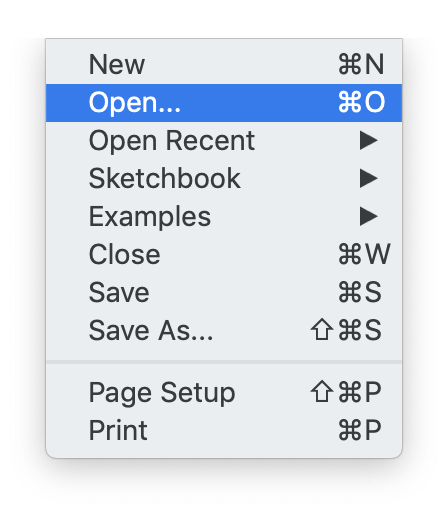 New ⌘N
Open... ⌘O
Open Recent ▶
Sketchbook ▶
Examples ▶
Close ⌘W
Save ⌘S
Save As... ⇧⌘S
Page Setup ⇧⌘P
Print ⌘P